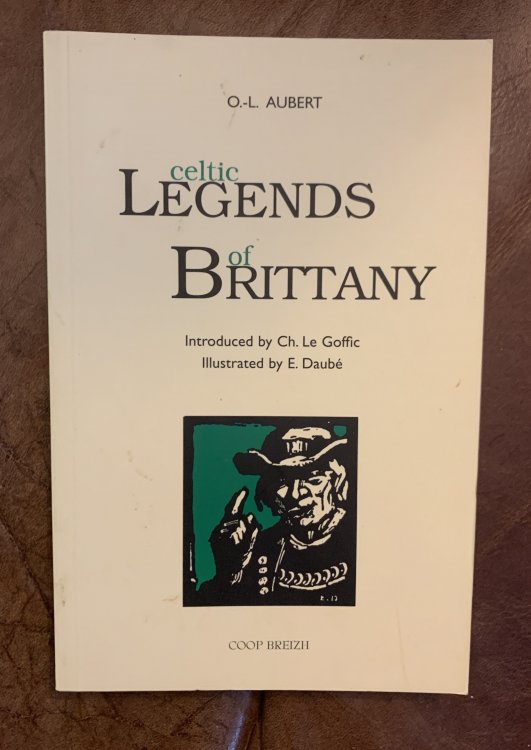 O.-L. AUBERT
celtic
LEGENDS
of
BRITTANY
Introduced by Ch. Le Goffic
Illustrated by E. Daubé
COOP BREIZH